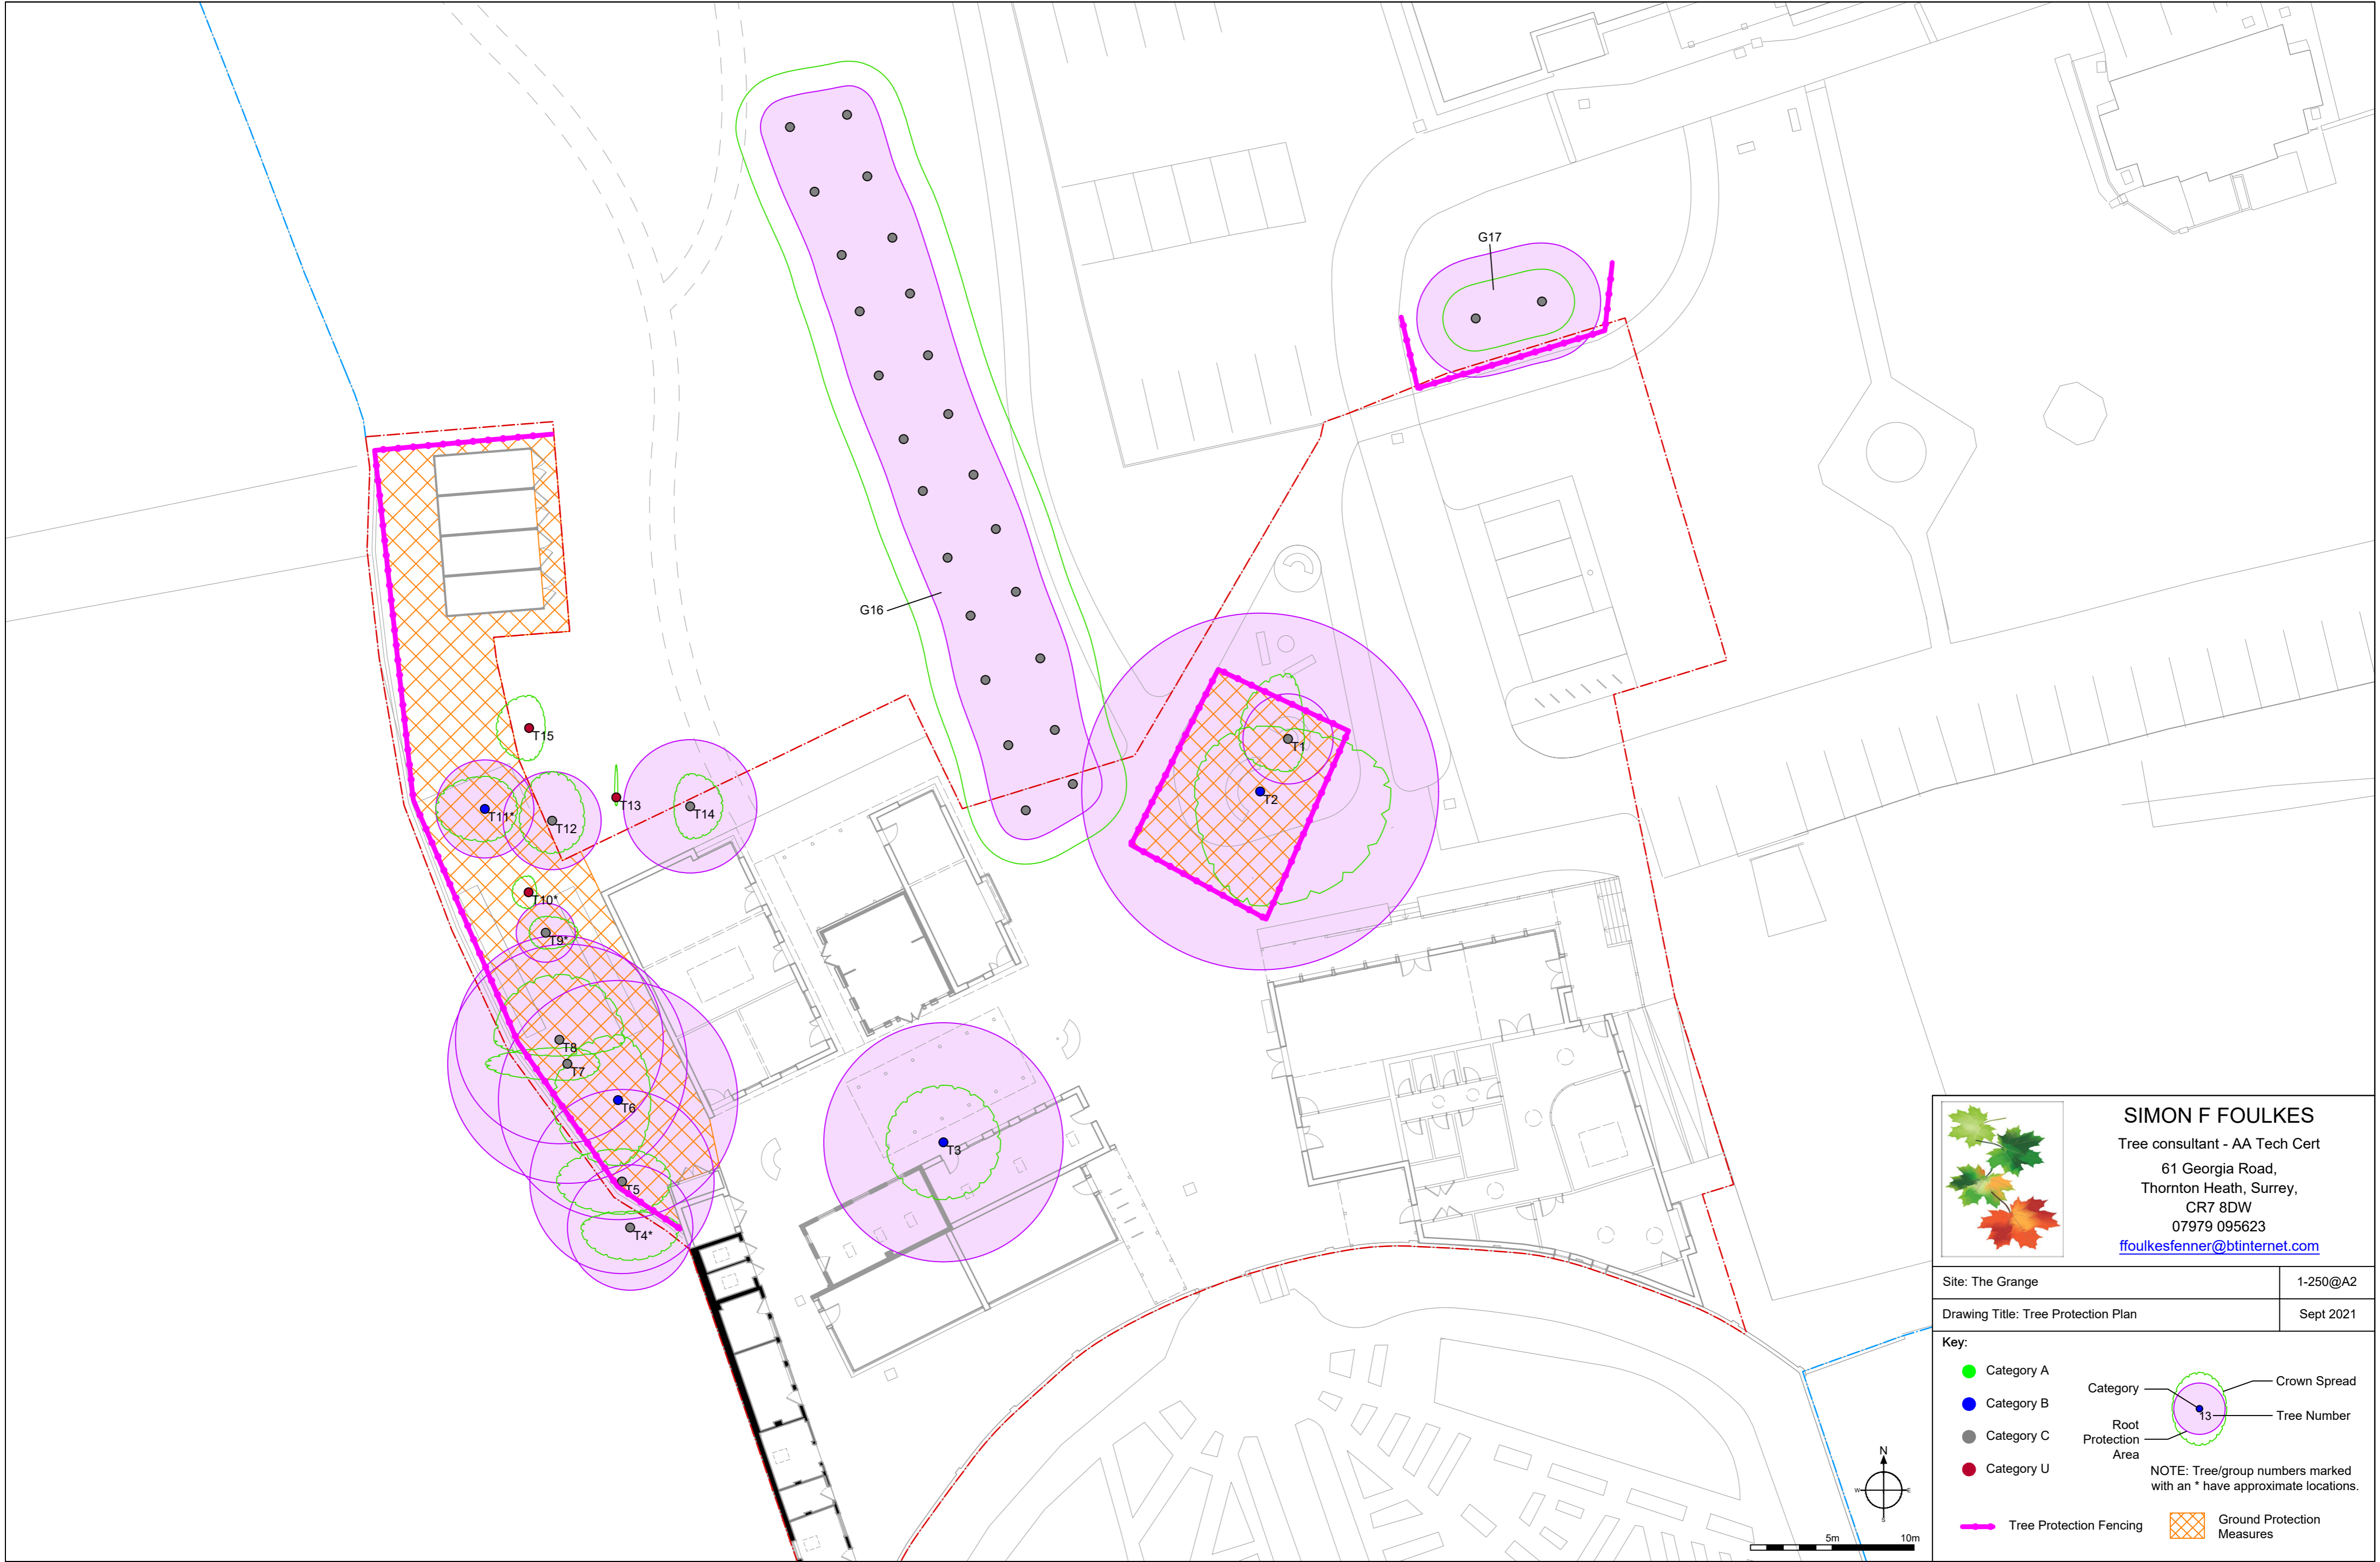 G17
G16
T15
T1
T2
T13
T14
T11*
T12
T10*
T9*
T8
T7
T6
T3
T5
T4*
SIMON F FOULKES
Tree consultant - AA Tech Cert
61 Georgia Road,
Thornton Heath, Surrey,
CR7 8DW
07979 095623
ffoulkesfenner@btinternet.com
Site: The Grange
1-250@A2
Drawing Title: Tree Protection Plan
Sept 2021
Key:
Category A
Category B
Category C
Category U
Category
Root
Protection
Area
Crown Spread
Tree Number
13
NOTE: Tree/group numbers marked
with an * have approximate locations.
Tree Protection Fencing
Ground Protection
Measures
N
W
E
S
5m
10m